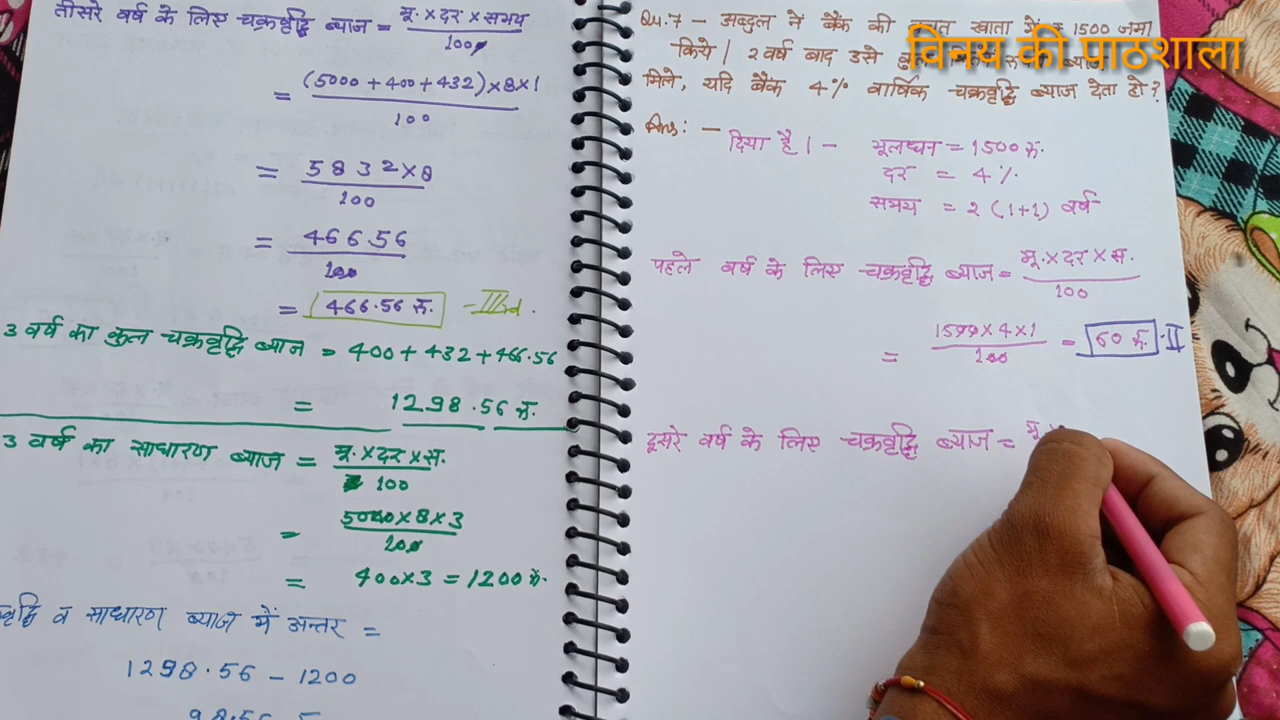 तीसरे वर्ष के लिए चक्रवृद्धि ब्याज = मू.×दर×समय
100
= (5000+400+432)×8×1
100
= 5832×8
100
= 46656
100
= 466.56 रु. - IIIrd.
3 वर्ष का कुल चक्रवृद्धि ब्याज = 400+432+466.56
= 1298.56 रु.
3 वर्ष का साधारण ब्याज = मू.×दर×स.
100
= 5000×8×3
100
= 400×3 = 1200 रु.
व साधारण ब्याज में अन्तर =
1298.56 - 1200
98.56
विनय की पाठशाला
Qu.7 - अब्दुल ने बैंक की बचत खाता में 1500 जमा
किये। 2 वर्ष बाद उसे
मिले, यदि बैंक 4% वार्षिक चक्रवृद्धि ब्याज देता हो?
Ans: -
दिया है। - मूलधन = 1500 रु.
दर = 4%
समय = 2 (1+1) वर्ष
पहले वर्ष के लिए चक्रवृद्धि ब्याज = मू.×दर×स.
100
= 1500×4×1
100
= 60 रु. - I
दूसरे वर्ष के लिए चक्रवृद्धि ब्याज = मू.